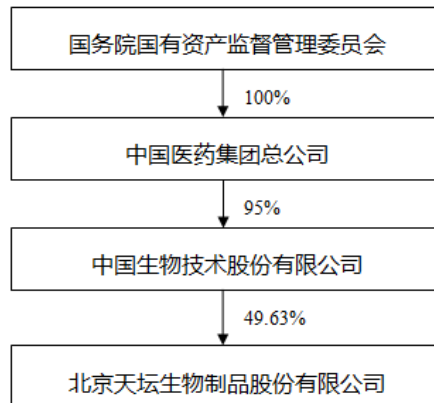 国务院国有资产监督管理委员会
100%
中国医药集团总公司
95%
中国生物技术股份有限公司
49.63%
北京天坛生物制品股份有限公司